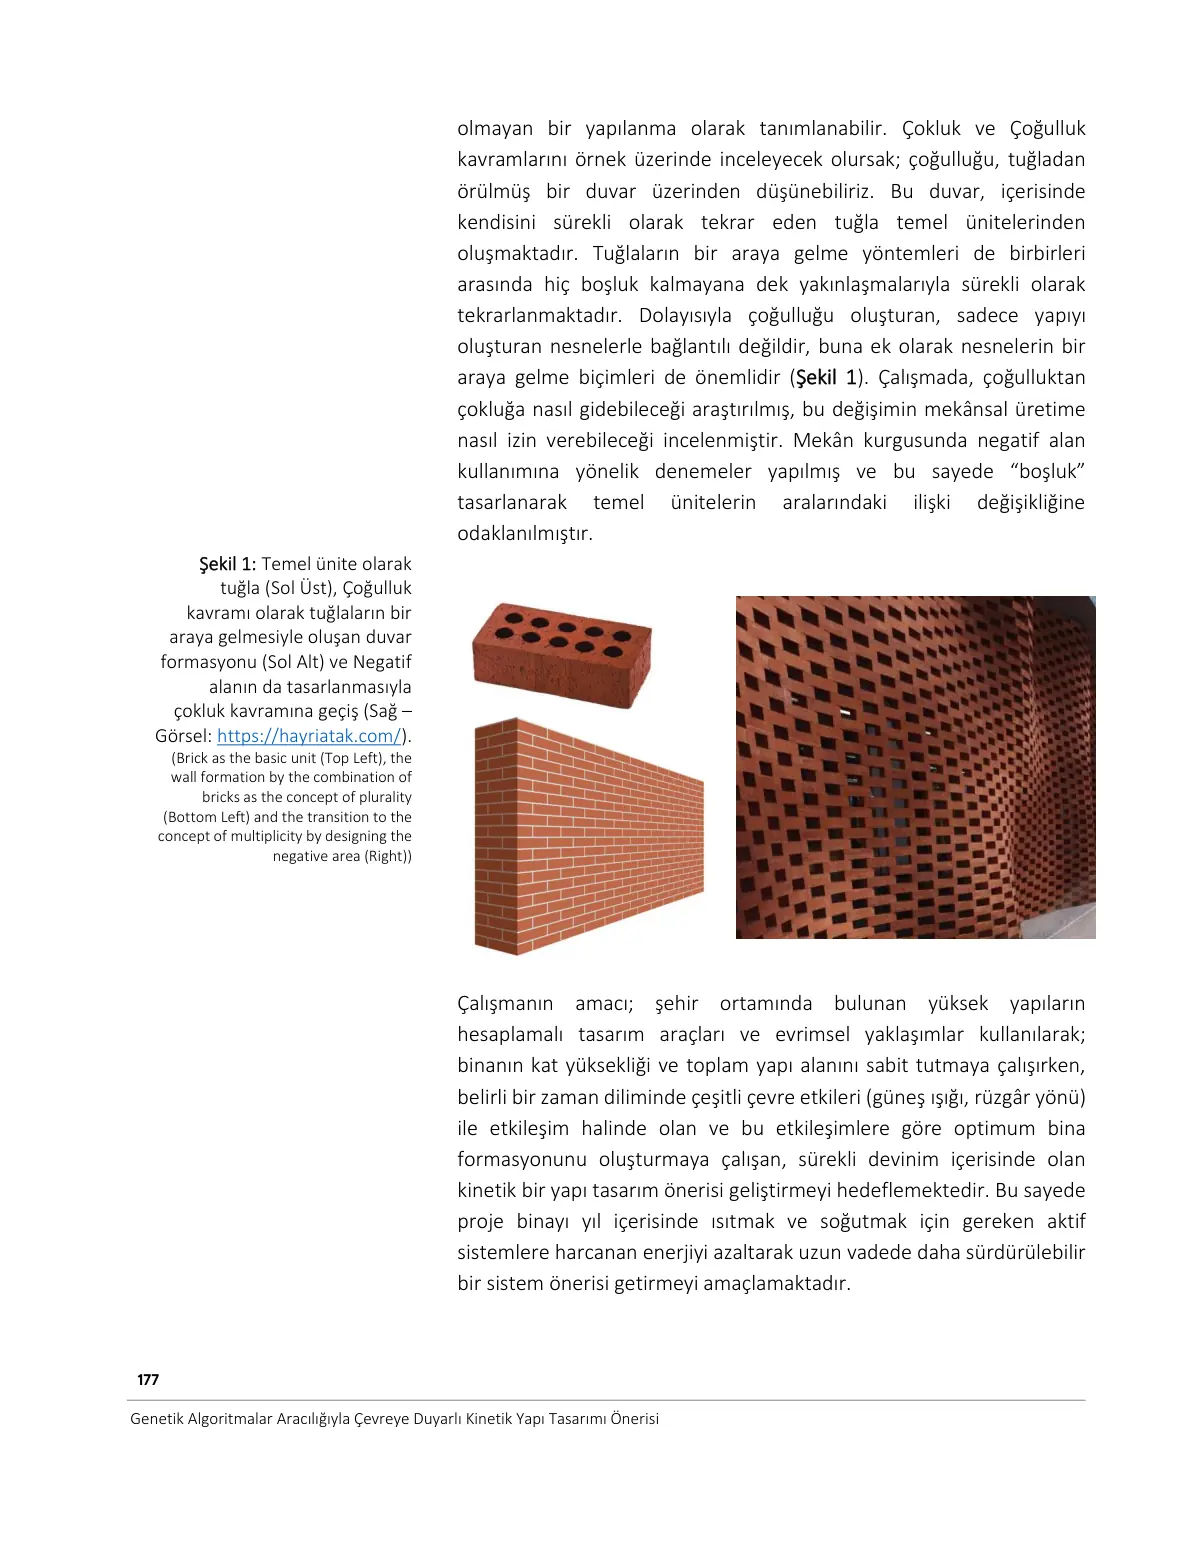 olmayan bir yapılanma olarak tanımlanabilir. Çokluk ve Çoğulluk
kavramlarını örnek üzerinde inceleyecek olursak; çoğulluğu, tuğladan
örülmüş bir duvar üzerinden düşünebiliriz. Bu duvar, içerisinde
kendisini sürekli olarak tekrar eden tuğla temel ünitelerinden
oluşmaktadır. Tuğlaların bir araya gelme yöntemleri de birbirleri
arasında hiç boşluk kalmayana dek yakınlaşmalarıyla sürekli olarak
tekrarlanmaktadır. Dolayısıyla çoğulluğu oluşturan, sadece yapıyı
oluşturan nesnelerle bağlantılı değildir, buna ek olarak nesnelerin bir
araya gelme biçimleri de önemlidir (Şekil 1). Çalışmada, çoğulluktan
çokluğa nasıl gidebileceği araştırılmış, bu değişimin mekânsal üretime
nasıl izin verebileceği incelenmiştir. Mekân kurgusunda negatif alan
kullanımına yönelik denemeler yapılmış ve bu sayede “boşluk”
tasarlanarak temel ünitelerin aralarındaki ilişki değişikliğine
odaklanılmıştır.
Şekil 1: Temel ünite olarak
tuğla (Sol Üst), Çoğulluk
kavramı olarak tuğlaların bir
araya gelmesiyle oluşan duvar
formasyonu (Sol Alt) ve Negatif
alanın da tasarlanmasıyla
çokluk kavramına geçiş (Sağ –
Görsel: https://hayriatak.com/).
(Brick as the basic unit (Top Left), the
wall formation by the combination of
bricks as the concept of plurality
(Bottom Left) and the transition to the
concept of multiplicity by designing the
negative area (Right))
Çalışmanın amacı; şehir ortamında bulunan yüksek yapıların
hesaplamalı tasarım araçları ve evrimsel yaklaşımlar kullanılarak;
binanın kat yüksekliği ve toplam yapı alanını sabit tutmaya çalışırken,
belirli bir zaman diliminde çeşitli çevre etkileri (güneş ışığı, rüzgâr yönü)
ile etkileşim halinde olan ve bu etkileşimlere göre optimum bina
formasyonunu oluşturmaya çalışan, sürekli devinim içerisinde olan
kinetik bir yapı tasarım önerisi geliştirmeyi hedeflemektedir. Bu sayede
proje binayı yıl içerisinde ısıtmak ve soğutmak için gereken aktif
sistemlere harcanan enerjiyi azaltarak uzun vadede daha sürdürülebilir
bir sistem önerisi getirmeyi amaçlamaktadır.
177
Genetik Algoritmalar Aracılığıyla Çevreye Duyarlı Kinetik Yapı Tasarımı Önerisi